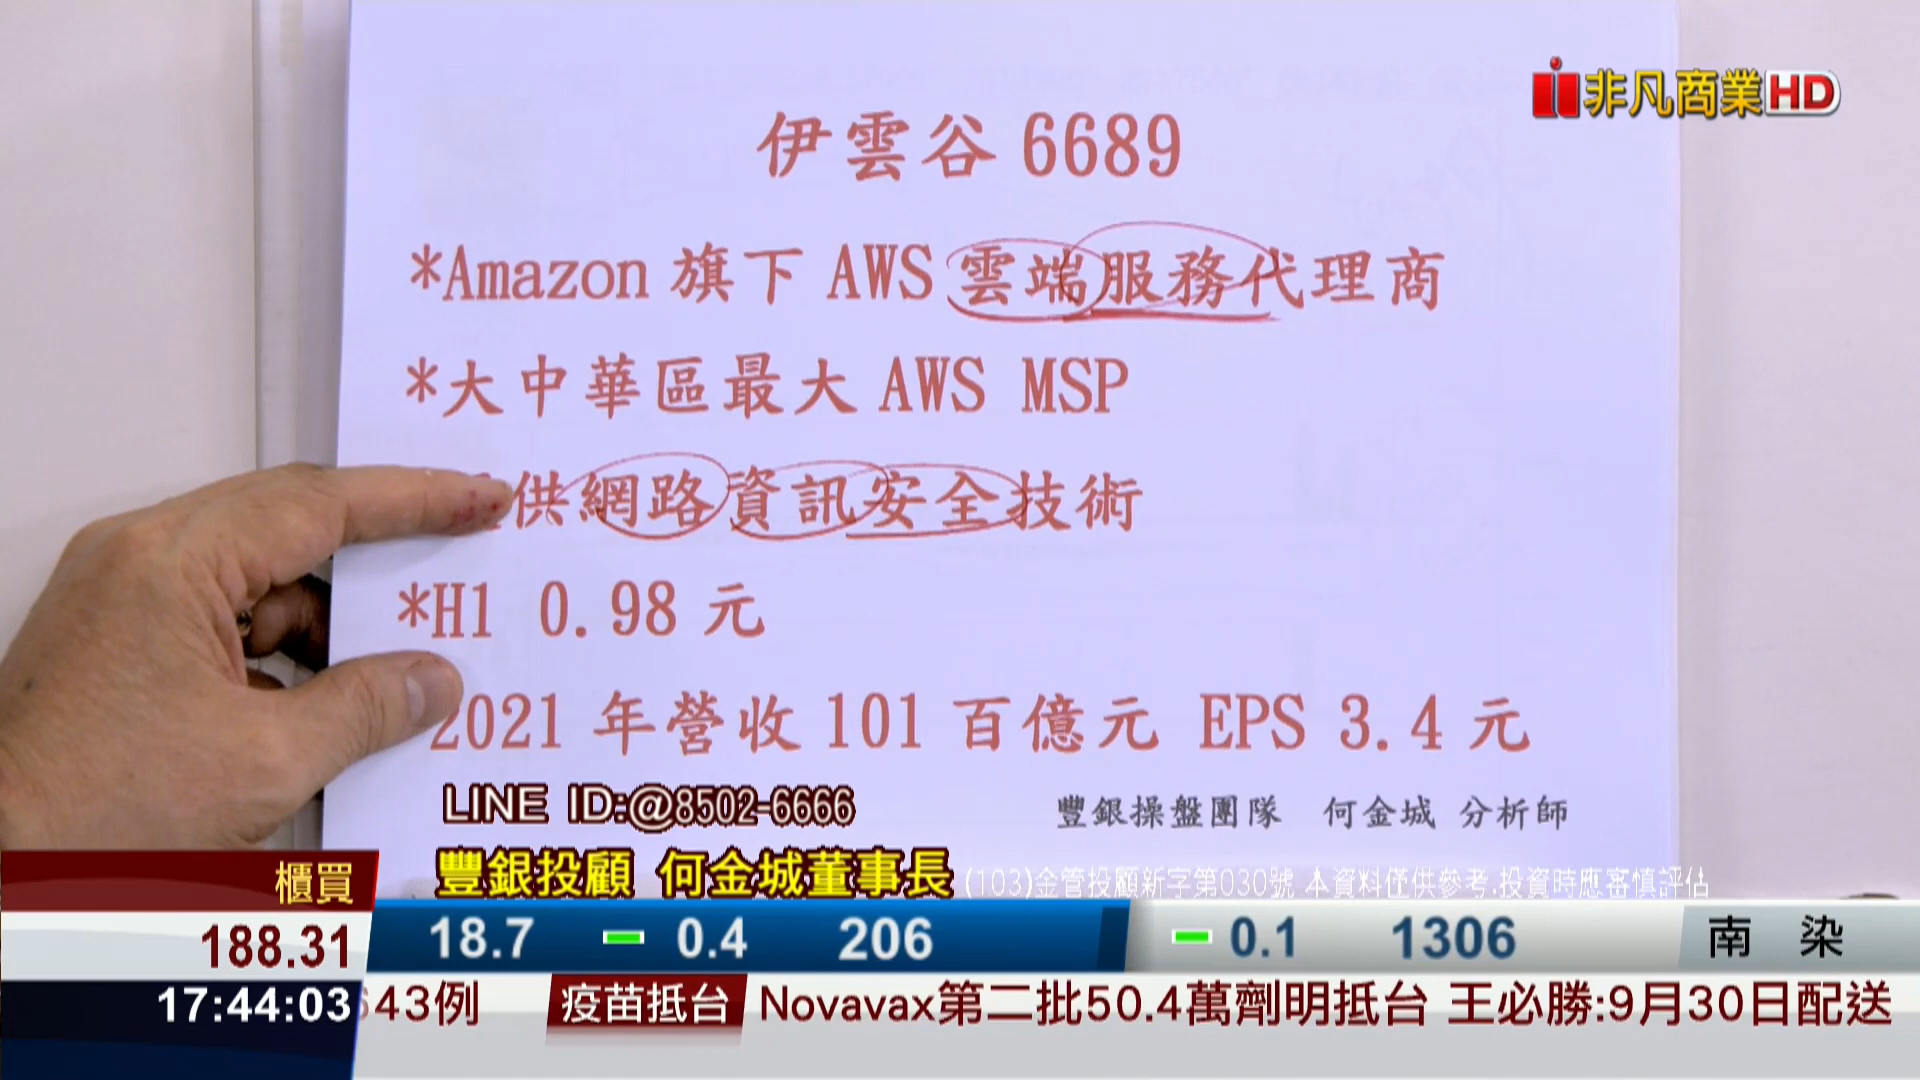 非凡商業HD
伊雲谷 6689
*Amazon 旗下 AWS 雲端服務代理商
*大中華區最大 AWS MSP
供網路資訊安全技術
*H1 0.98 元
2021 年營收 101 百億元 EPS 3.4 元
LINE ID:@8502-6666
豐銀操盤團隊 何金城 分析師
豐銀投顧 何金城董事長
(103)金管投顧新字第030號.本資料僅供參考.投資時應審慎評估
櫃買
188.31
18.7 0.4 206 0.1 1306 南 染
17:44:03
43例 疫苗抵台 Novavax第二批50.4萬劑明抵台 王必勝:9月30日配送